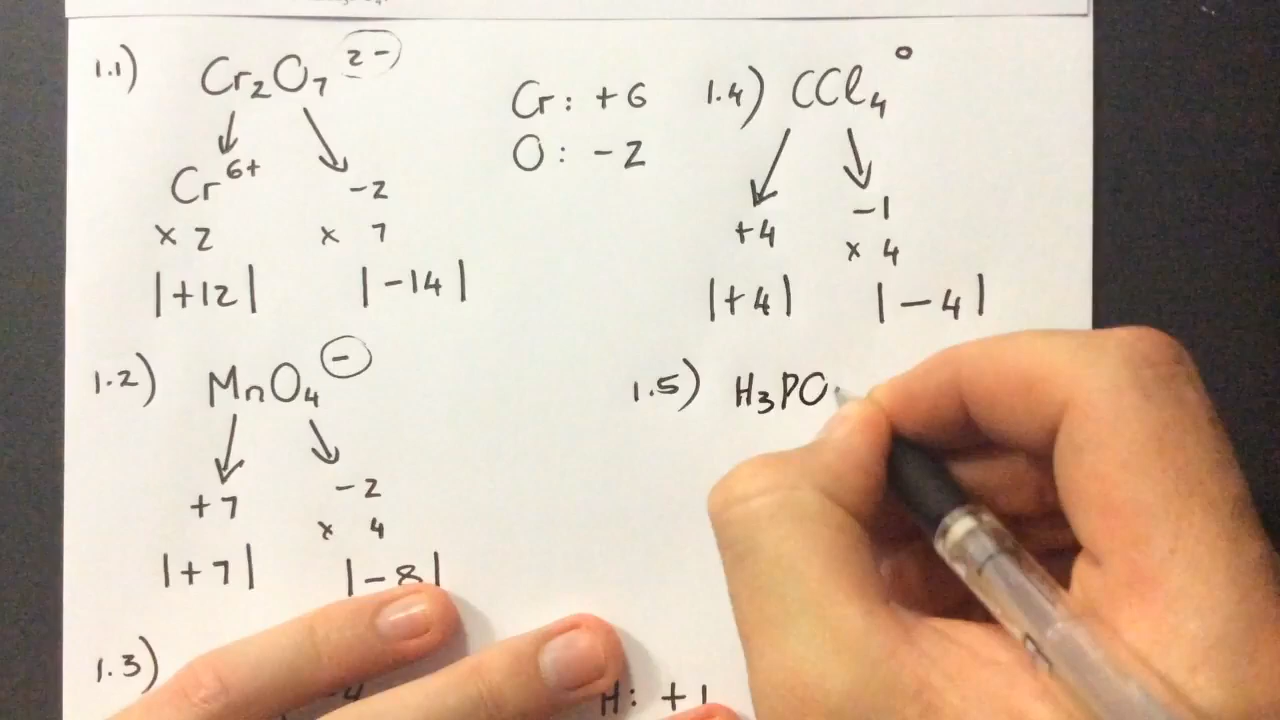 1.1) Cr₂O₇ 2-
Cr 6+ -2
x 2 x 7
|+12| |-14|
Cr: +6
O: -2
1.2) MnO₄ -
+7 -2
x 4
|+7| |-8|
1.3)
-4
H: +1
1.4) CCl₄ 0
+4 -1
x 4
|+4| |-4|
1.5) H₃PO